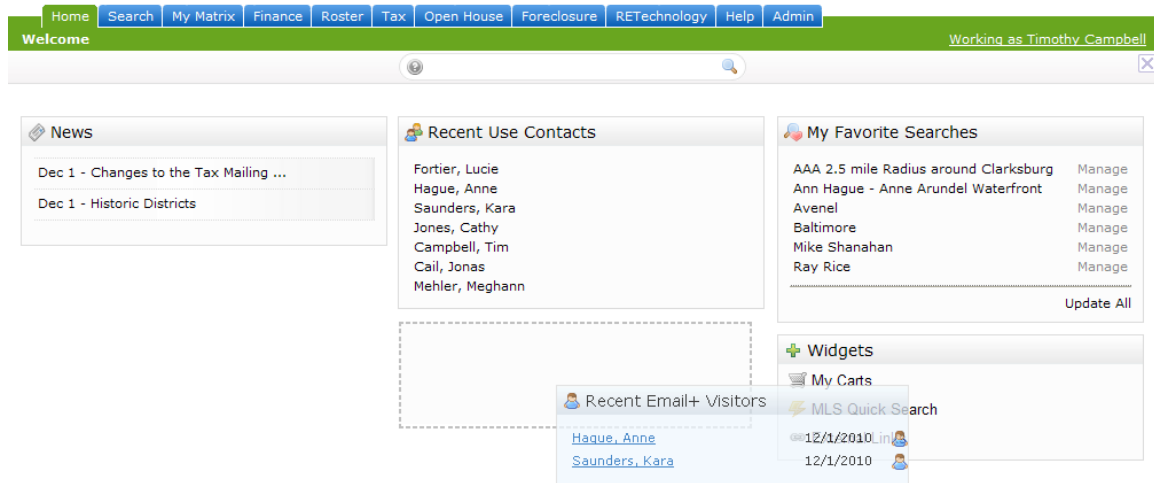 Home Search My Matrix Finance Roster Tax Open House Foreclosure RETechnology Help Admin
Welcome Working as Timothy Campbell
News
Dec 1 - Changes to the Tax Mailing ...
Dec 1 - Historic Districts
Recent Use Contacts
Fortier, Lucie
Hague, Anne
Saunders, Kara
Jones, Cathy
Campbell, Tim
Cail, Jonas
Mehler, Meghann
My Favorite Searches
AAA 2.5 mile Radius around Clarksburg Manage
Ann Hague - Anne Arundel Waterfront Manage
Avenel Manage
Baltimore Manage
Mike Shanahan Manage
Ray Rice Manage
Update All
Widgets
My Carts
MLS Quick Search
Recent Email+ Visitors
Hague, Anne 12/1/2010
Saunders, Kara 12/1/2010